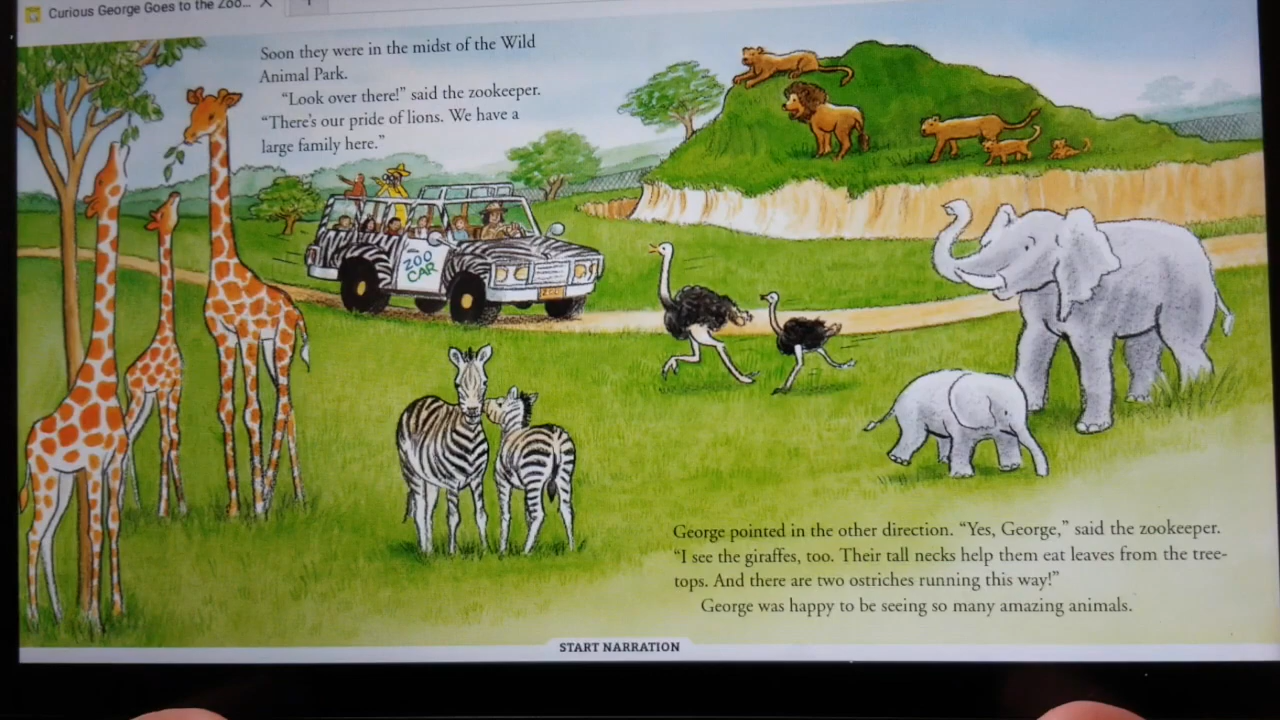 Curious George Goes to the Zoo...
Soon they were in the midst of the Wild
Animal Park.
“Look over there!” said the zookeeper.
“There’s our pride of lions. We have a
large family here.”
ZOO
CAR
George pointed in the other direction. “Yes, George,” said the zookeeper.
“I see the giraffes, too. Their tall necks help them eat leaves from the tree-
tops. And there are two ostriches running this way!”
George was happy to be seeing so many amazing animals.
START NARRATION